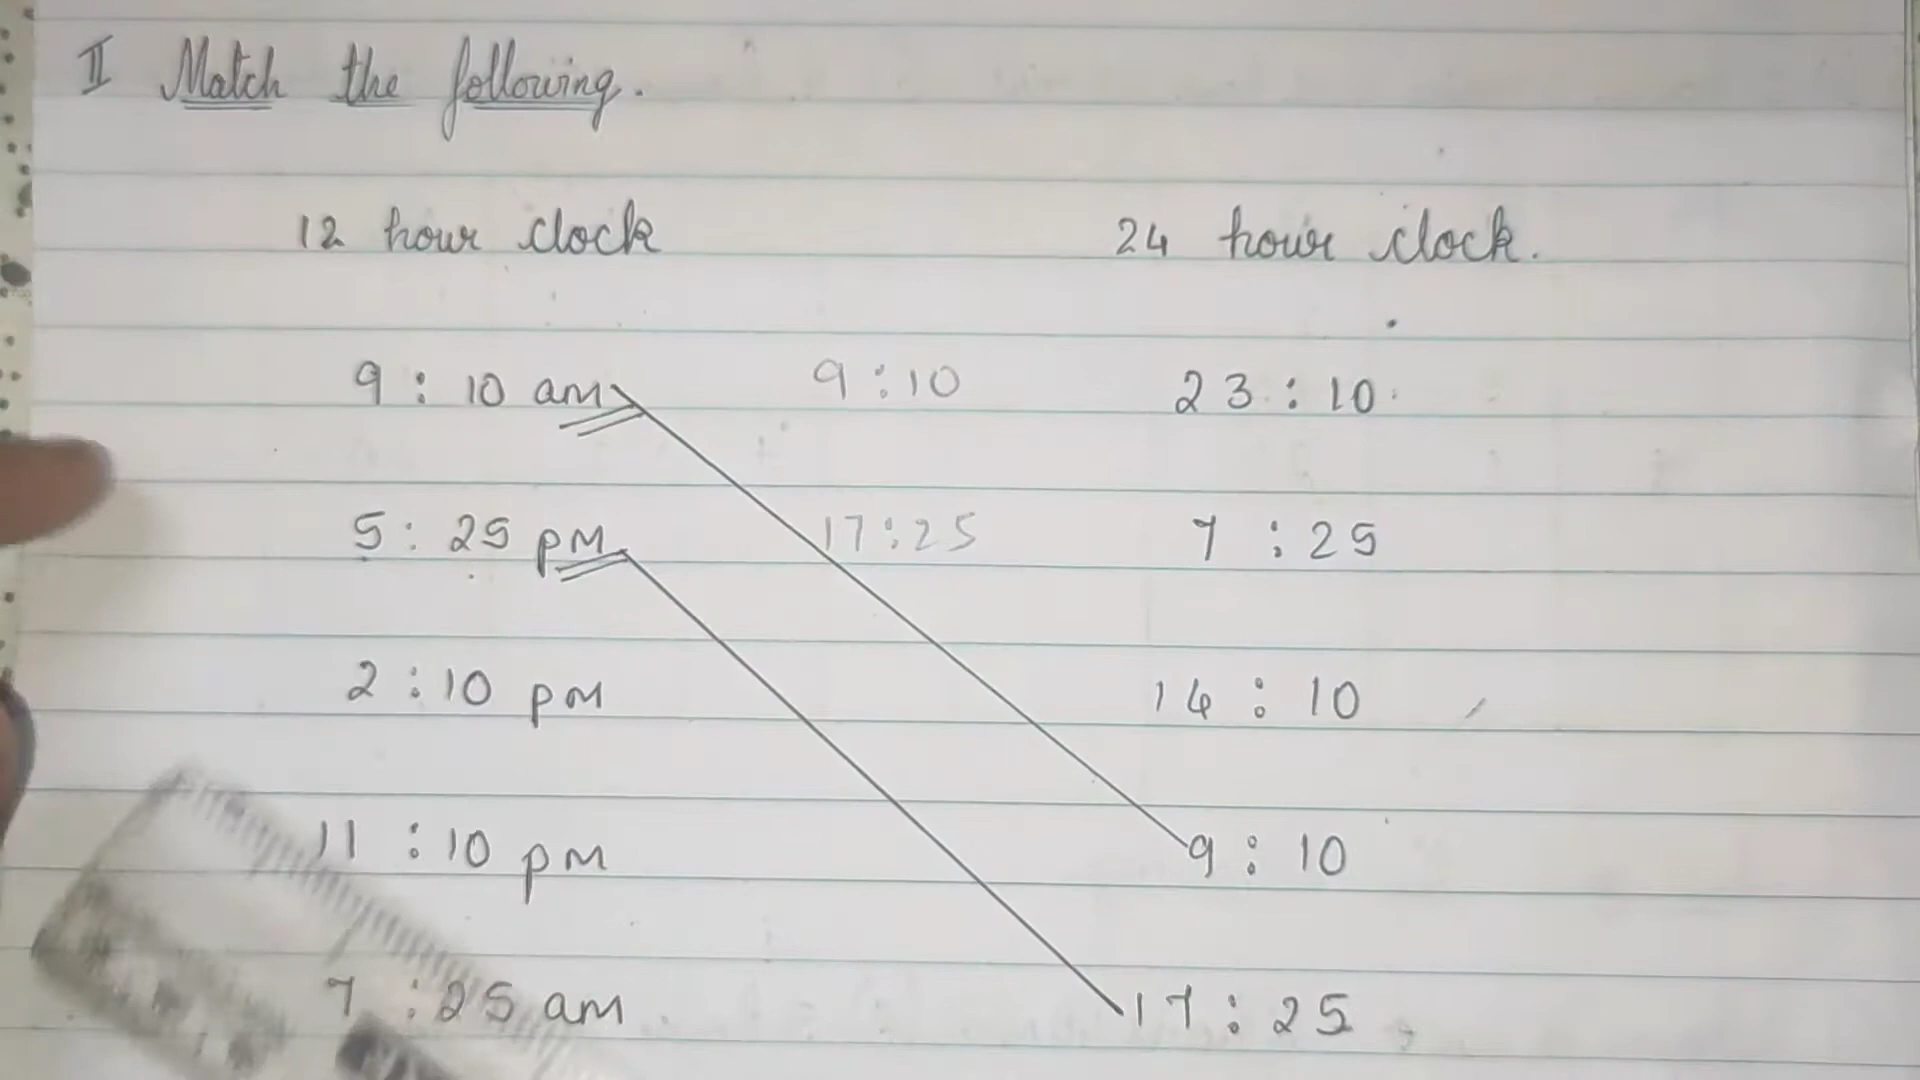 II Match the following.
12 hour clock 24 hour clock.
9 : 10 am 9 : 10 23 : 10
5 : 25 pm 17 : 25 7 : 25
2 : 10 pm 14 : 10
11 : 10 pm 9 : 10
7 : 25 am 17 : 25